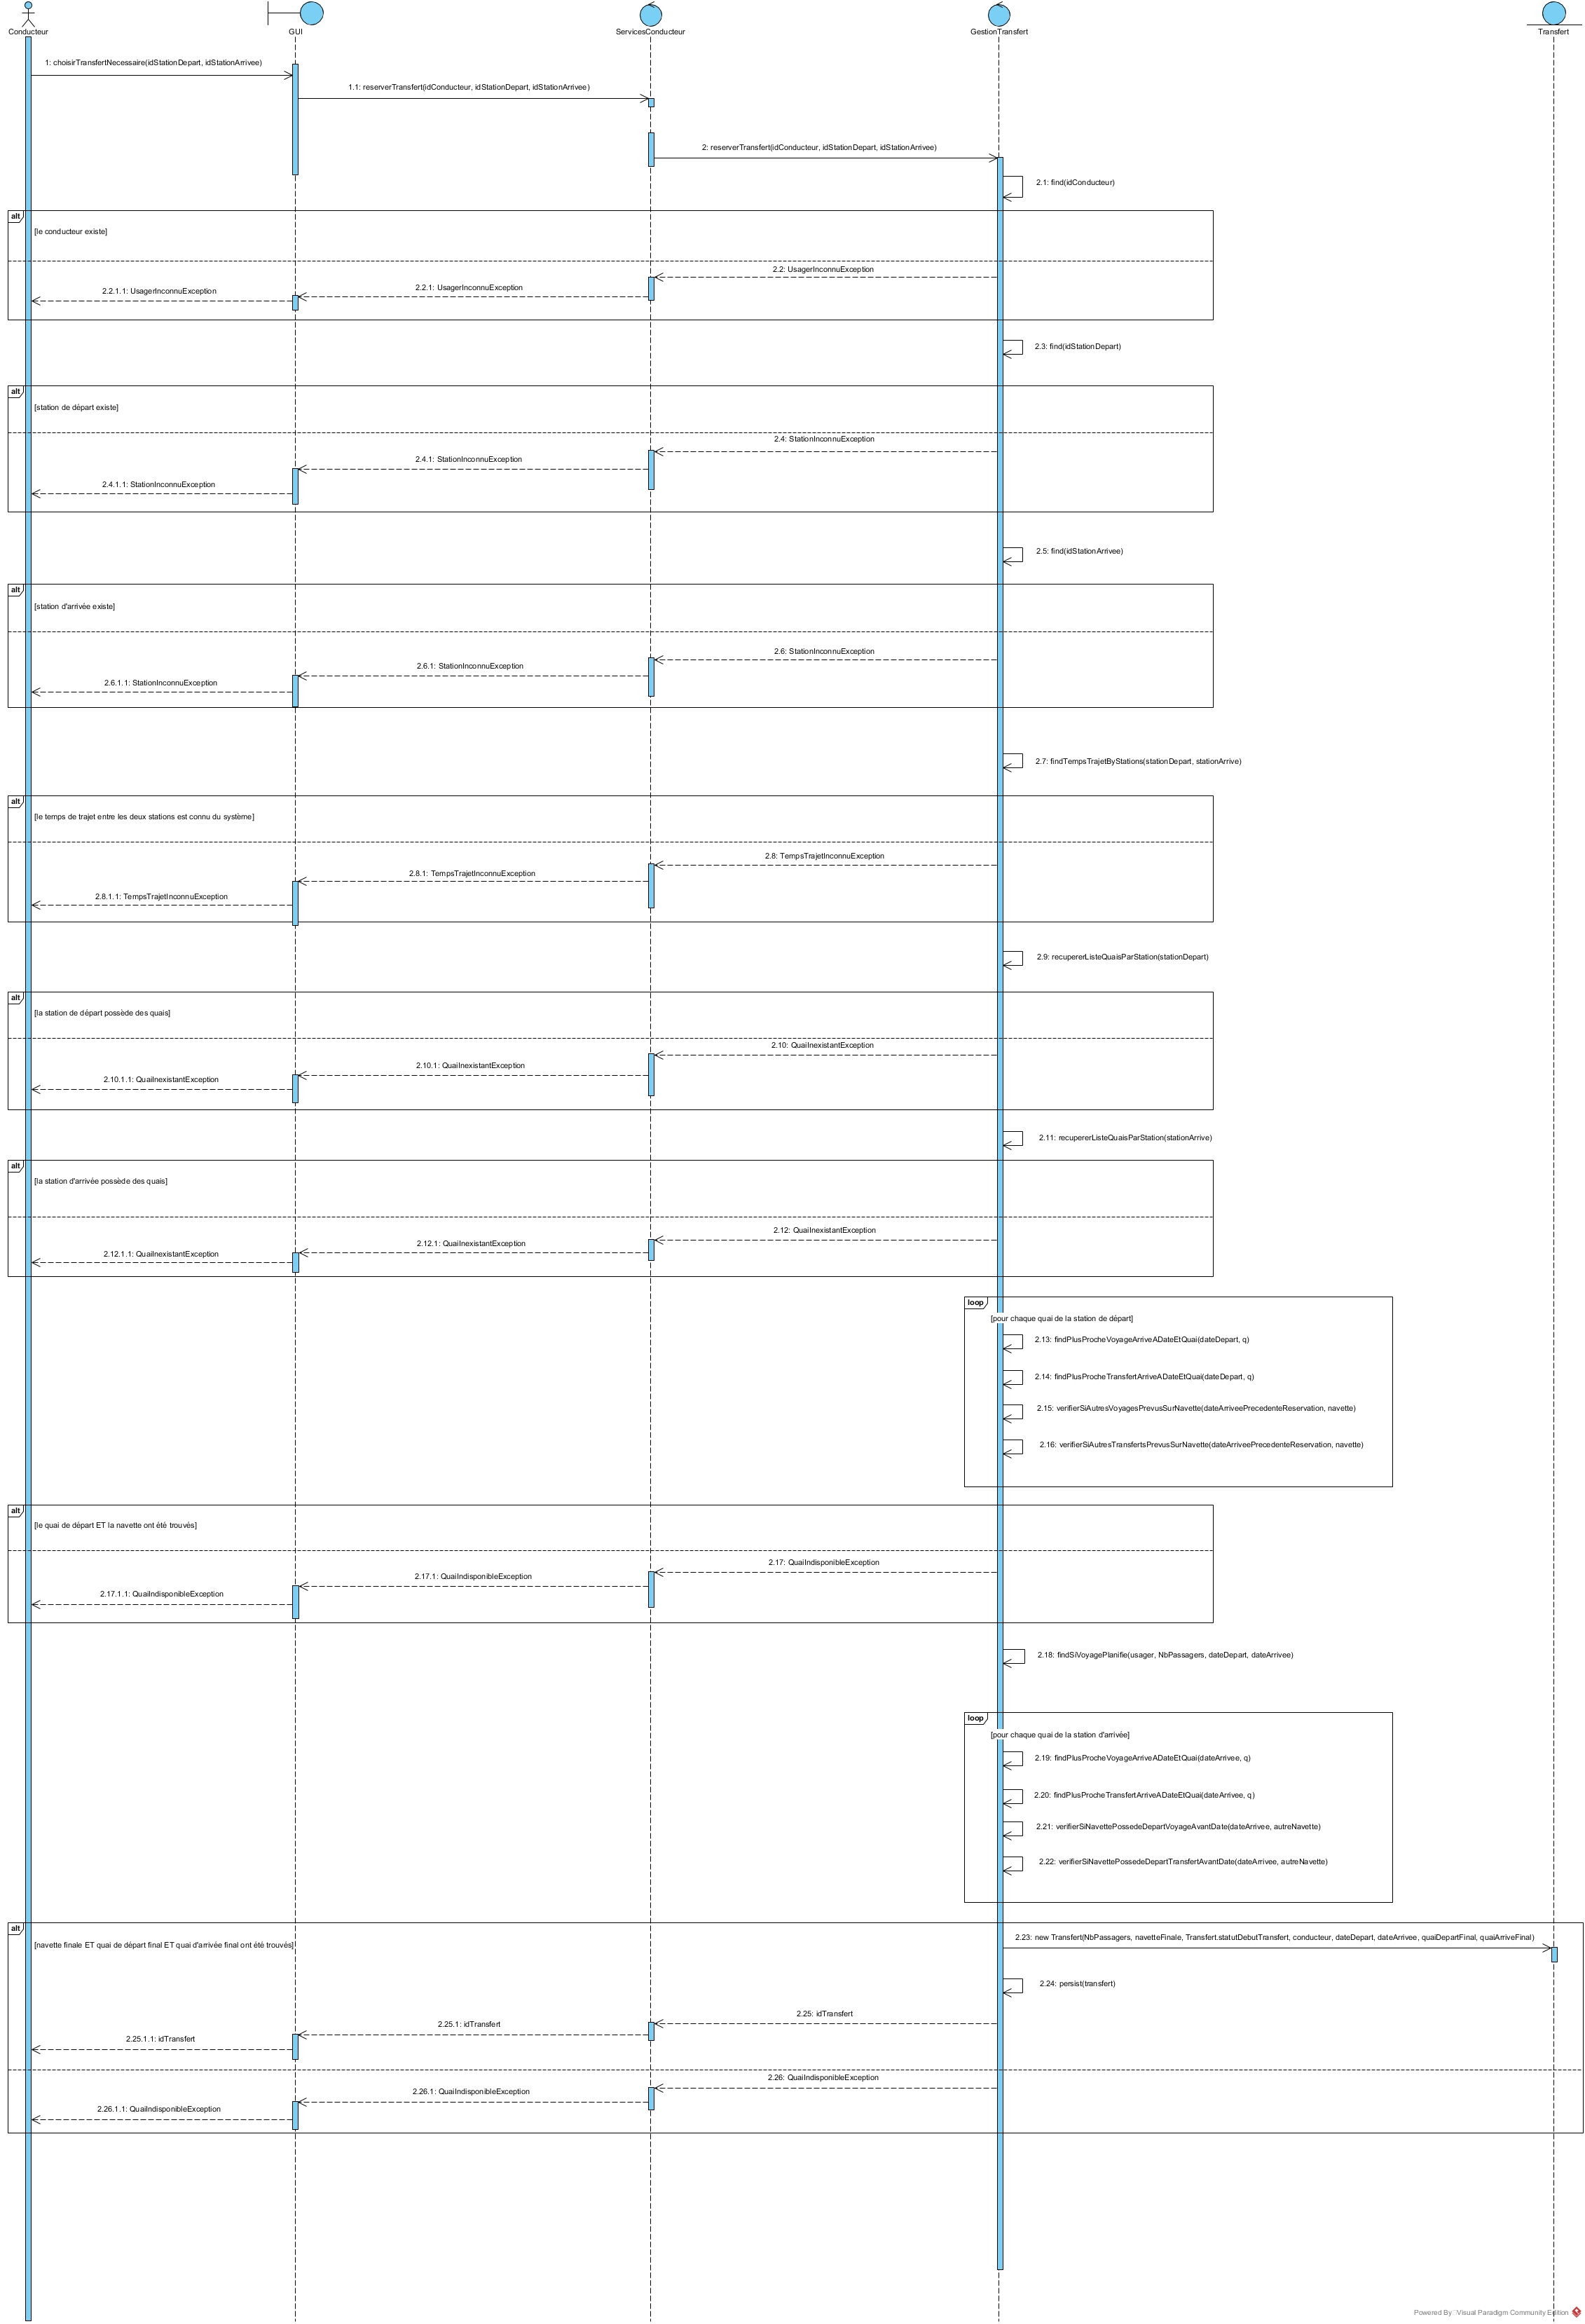 Conducteur
GUI
ServicesConducteur
GestionTransfert
Transfert
1: choisirTransfertNecessaire(idStationDepart, idStationArrivee)
1.1: reserverTransfert(idConducteur, idStationDepart, idStationArrivee)
2: reserverTransfert(idConducteur, idStationDepart, idStationArrivee)
2.1: find(idConducteur)
alt
[le conducteur existe]
2.2: UsagerInconnuException
2.2.1: UsagerInconnuException
2.2.1.1: UsagerInconnuException
2.3: find(idStationDepart)
alt
[station de départ existe]
2.4: StationInconnuException
2.4.1: StationInconnuException
2.4.1.1: StationInconnuException
2.5: find(idStationArrivee)
alt
[station d'arrivée existe]
2.6: StationInconnuException
2.6.1: StationInconnuException
2.6.1.1: StationInconnuException
2.7: findTempsTrajetByStations(stationDepart, stationArrive)
alt
[le temps de trajet entre les deux stations est connu du système]
2.8: TempsTrajetInconnuException
2.8.1: TempsTrajetInconnuException
2.8.1.1: TempsTrajetInconnuException
2.9: recupererListeQuaisParStation(stationDepart)
alt
[la station de départ possède des quais]
2.10: QuaiInexistantException
2.10.1: QuaiInexistantException
2.10.1.1: QuaiInexistantException
2.11: recupererListeQuaisParStation(stationArrive)
alt
[la station d'arrivée possède des quais]
2.12: QuaiInexistantException
2.12.1: QuaiInexistantException
2.12.1.1: QuaiInexistantException
loop
[pour chaque quai de la station de départ]
2.13: findPlusProcheVoyageArriveADateEtQuai(dateDepart, q)
2.14: findPlusProcheTransfertArriveADateEtQuai(dateDepart, q)
2.15: verifierSiAutresVoyagesPrevusSurNavette(dateArriveePrecedenteReservation, navette)
2.16: verifierSiAutresTransfertsPrevusSurNavette(dateArriveePrecedenteReservation, navette)
alt
[le quai de départ ET la navette ont été trouvés]
2.17: QuaiIndisponibleException
2.17.1: QuaiIndisponibleException
2.17.1.1: QuaiIndisponibleException
2.18: findSiVoyagePlanifie(usager, NbPassagers, dateDepart, dateArrivee)
loop
[pour chaque quai de la station d'arrivée]
2.19: findPlusProcheVoyageArriveADateEtQuai(dateArrivee, q)
2.20: findPlusProcheTransfertArriveADateEtQuai(dateArrivee, q)
2.21: verifierSiNavettePossedeDepartVoyageAvantDate(dateArrivee, autreNavette)
2.22: verifierSiNavettePossedeDepartTransfertAvantDate(dateArrivee, autreNavette)
alt
[navette finale ET quai de départ final ET quai d'arrivée final ont été trouvés]
2.23: new Transfert(NbPassagers, navetteFinale, Transfert.statutDebutTransfert, conducteur, dateDepart, dateArrivee, quaiDepartFinal, quaiArriveFinal)
2.24: persist(transfert)
2.25: idTransfert
2.25.1: idTransfert
2.25.1.1: idTransfert
2.26: QuaiIndisponibleException
2.26.1: QuaiIndisponibleException
2.26.1.1: QuaiIndisponibleException
Powered By Visual Paradigm Community Edition